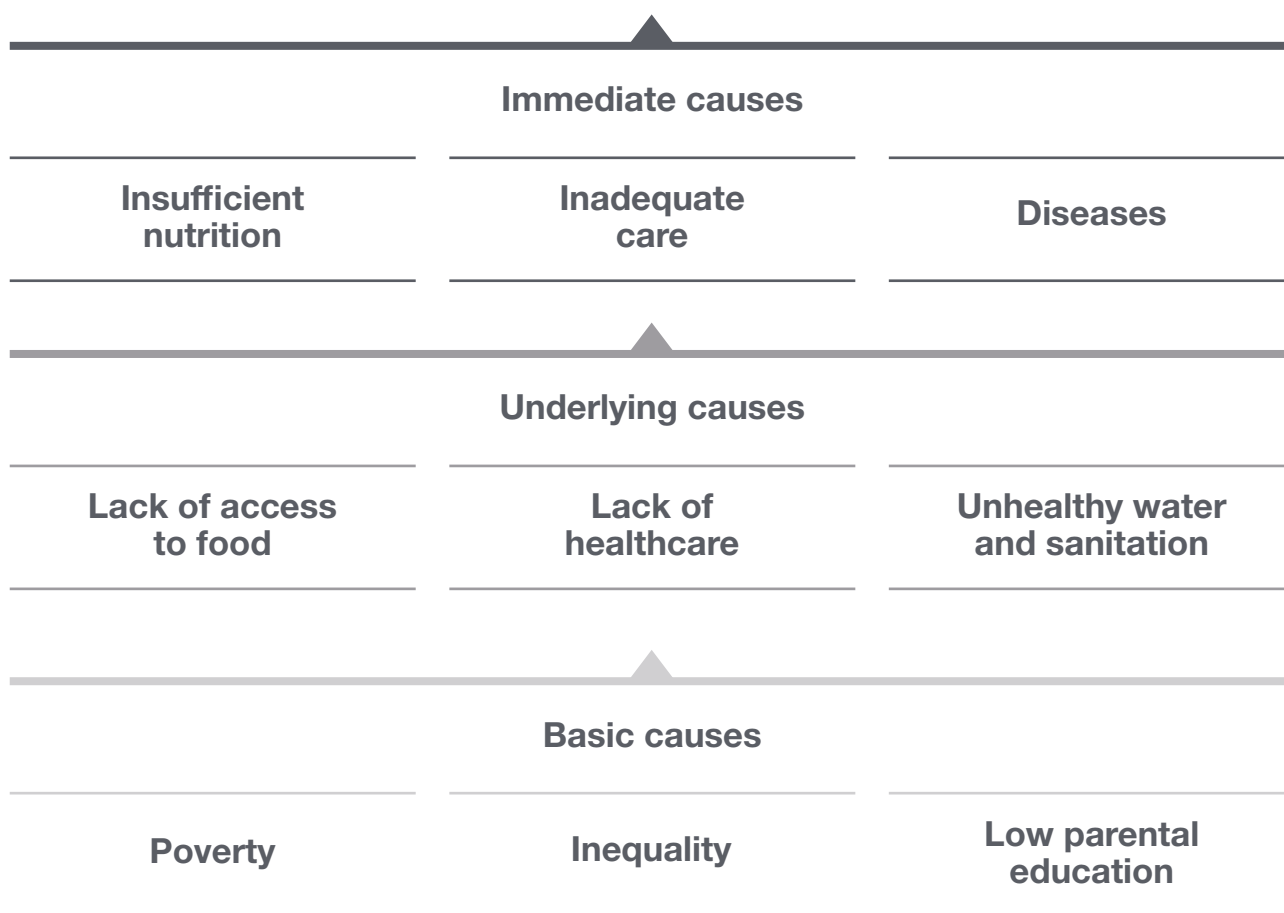 Immediate causes
Insufficient
nutrition
Inadequate
care
Diseases
Underlying causes
Lack of access
to food
Lack of
healthcare
Unhealthy water
and sanitation
Basic causes
Poverty
Inequality
Low parental
education